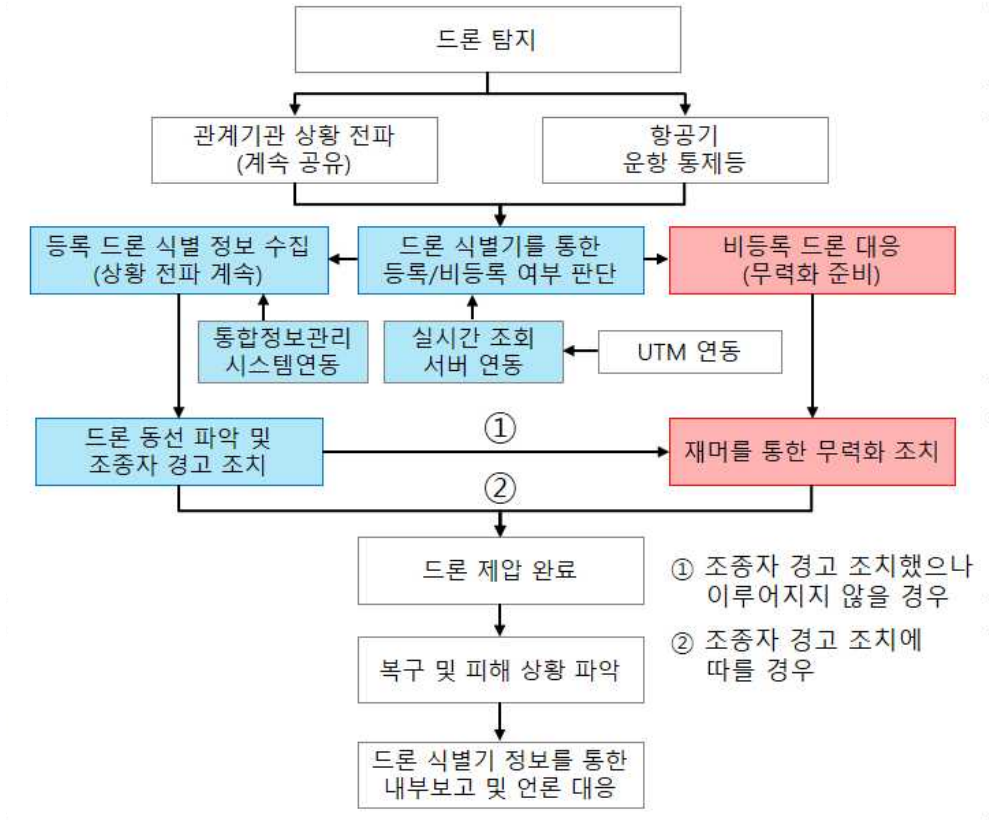 드론 탐지
관계기관 상황 전파
(계속 공유)
항공기
운항 통제등
등록 드론 식별 정보 수집
(상황 전파 계속)
드론 식별기를 통한
등록/비등록 여부 판단
비등록 드론 대응
(무력화 준비)
통합정보관리
시스템연동
실시간 조회
서버 연동
UTM 연동
드론 동선 파악 및
조종자 경고 조치
①
재머를 통한 무력화 조치
②
드론 제압 완료
① 조종자 경고 조치했으나
이루어지지 않을 경우
② 조종자 경고 조치에
따를 경우
복구 및 피해 상황 파악
드론 식별기 정보를 통한
내부보고 및 언론 대응